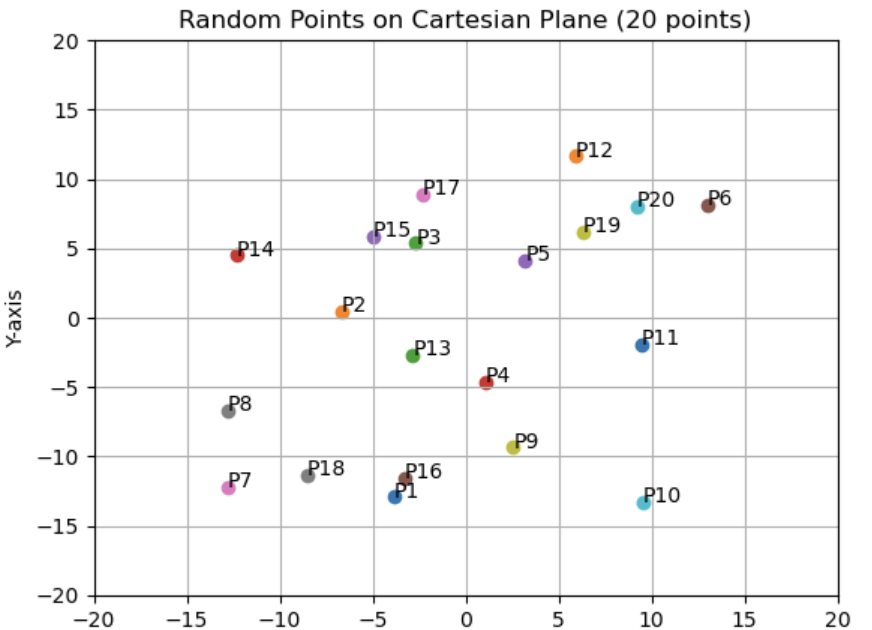 Random Points on Cartesian Plane (20 points)
20
15
10
5
0
−5
−10
−15
−20
Y-axis
P12
P17
P20
P6
P15
P3
P19
P14
P5
P2
P13
P11
P4
P8
P9
P18
P16
P7
P1
P10
−20 −15 −10 −5 0 5 10 15 20